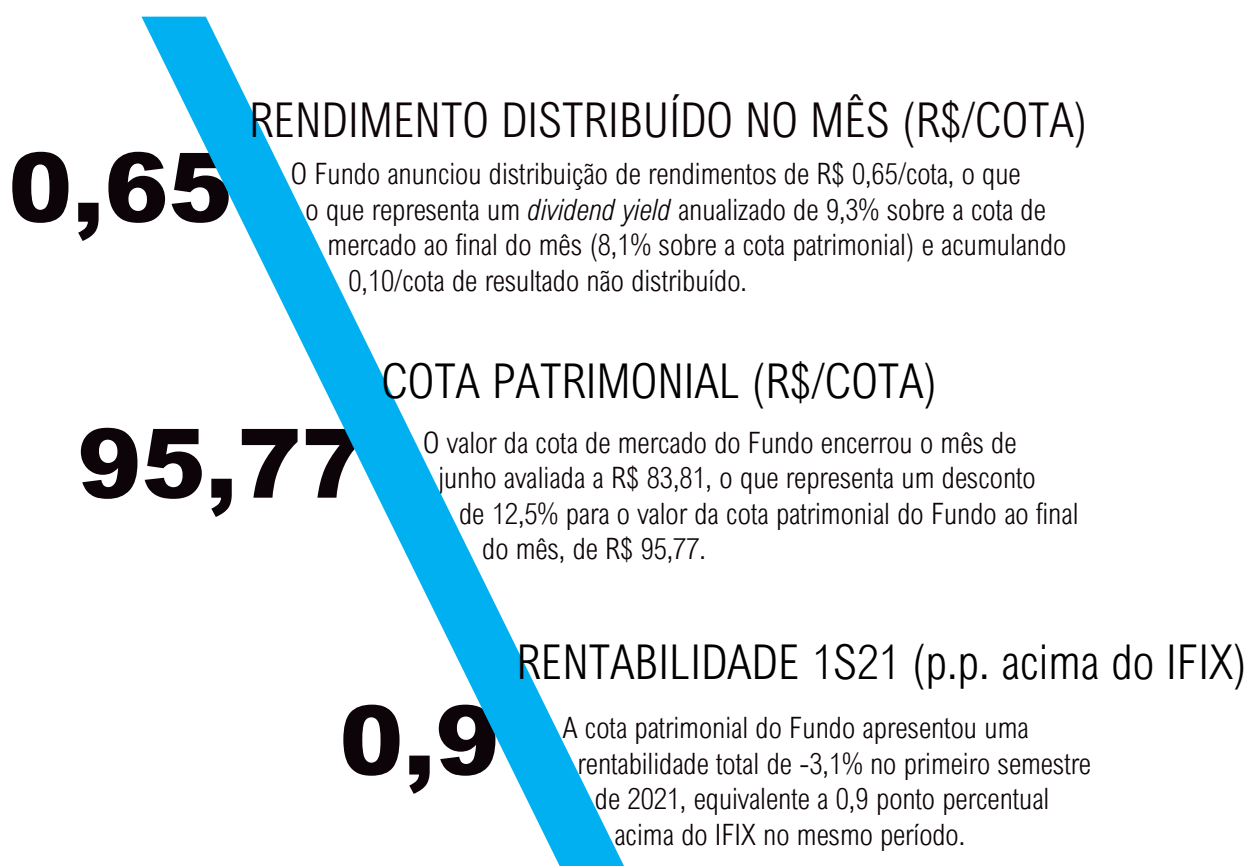 RENDIMENTO DISTRIBUÍDO NO MÊS (R$/COTA)
0,65
O Fundo anunciou distribuição de rendimentos de R$ 0,65/cota, o que
o que representa um dividend yield anualizado de 9,3% sobre a cota de
mercado ao final do mês (8,1% sobre a cota patrimonial) e acumulando
0,10/cota de resultado não distribuído.
COTA PATRIMONIAL (R$/COTA)
95,77
O valor da cota de mercado do Fundo encerrou o mês de
junho avaliada a R$ 83,81, o que representa um desconto
de 12,5% para o valor da cota patrimonial do Fundo ao final
do mês, de R$ 95,77.
RENTABILIDADE 1S21 (p.p. acima do IFIX)
0,9
A cota patrimonial do Fundo apresentou uma
rentabilidade total de -3,1% no primeiro semestre
de 2021, equivalente a 0,9 ponto percentual
acima do IFIX no mesmo período.